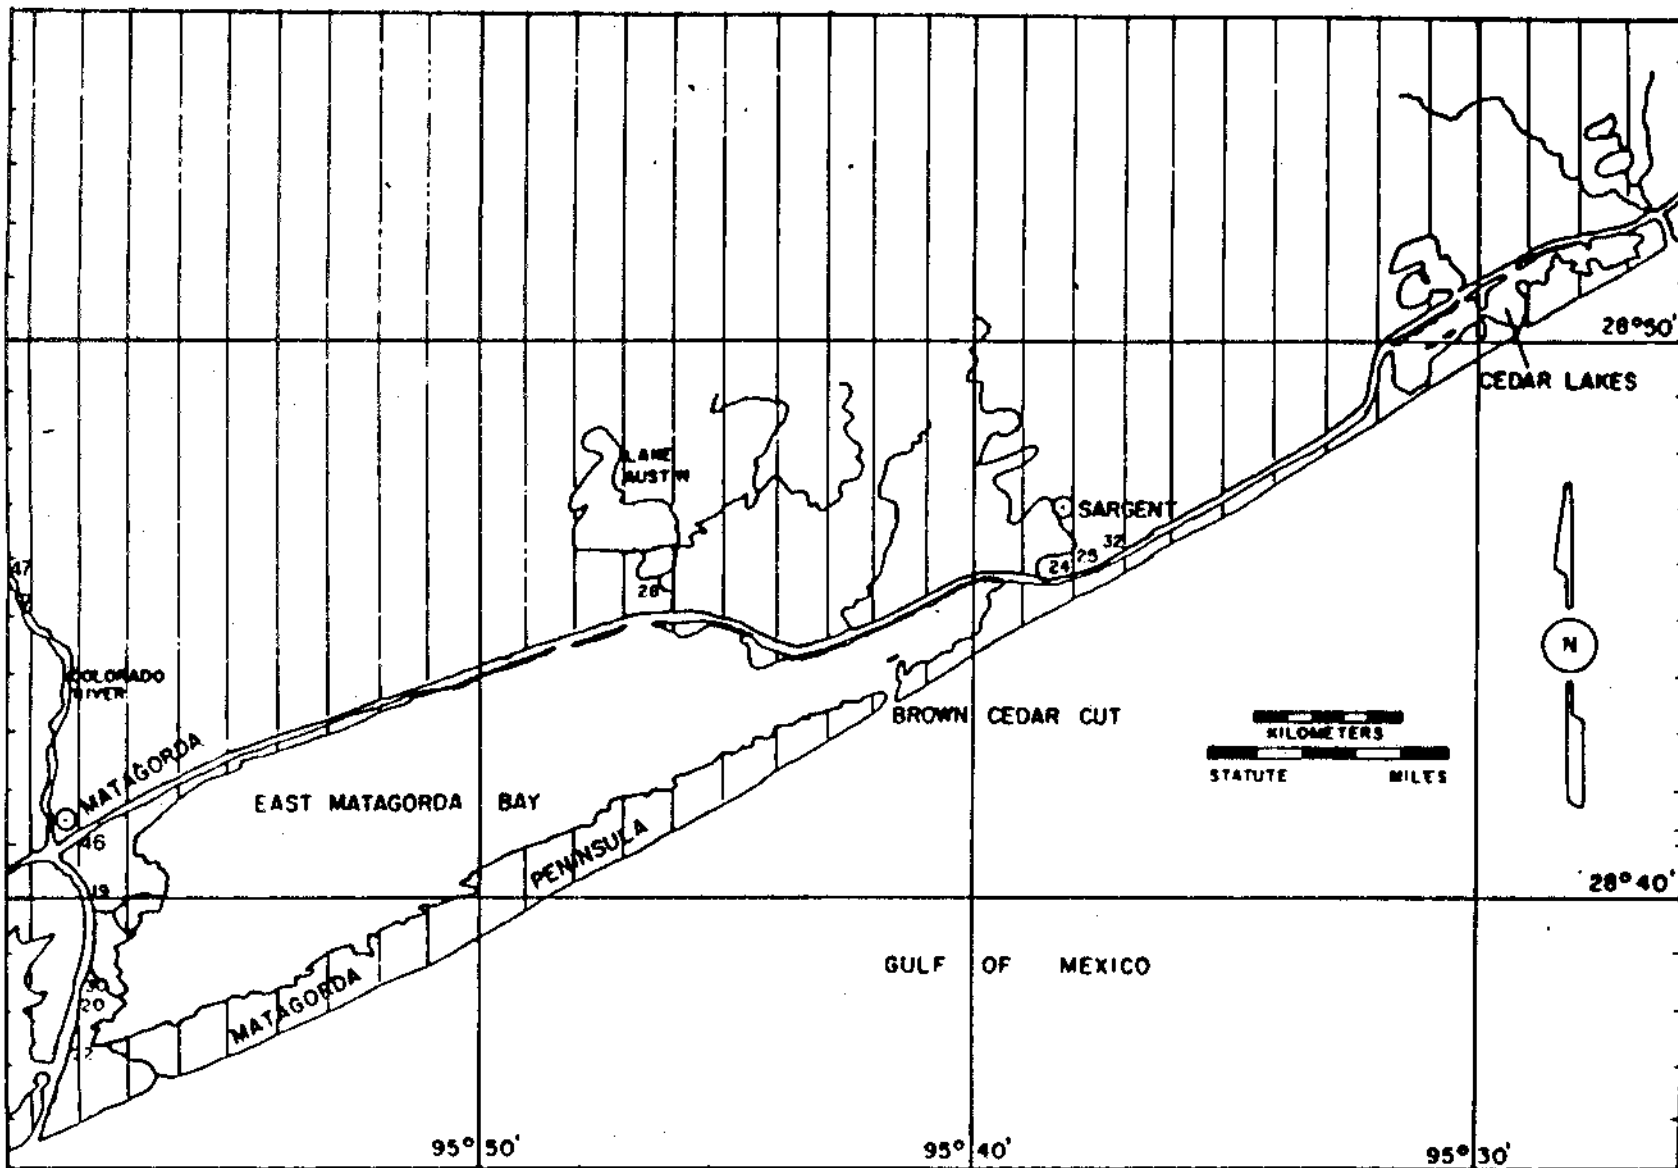 28°50'
CEDAR LAKES
LAKE
AUSTIN
SARGENT
32
25
24
28
47
COLORADO
RIVER
N
BROWN CEDAR CUT
KILOMETERS
STATUTE MILES
MATAGORDA
EAST MATAGORDA BAY
46
PENINSULA
28°40'
19
GULF OF MEXICO
MATAGORDA
30
20
95°50'
95°40'
95°30'